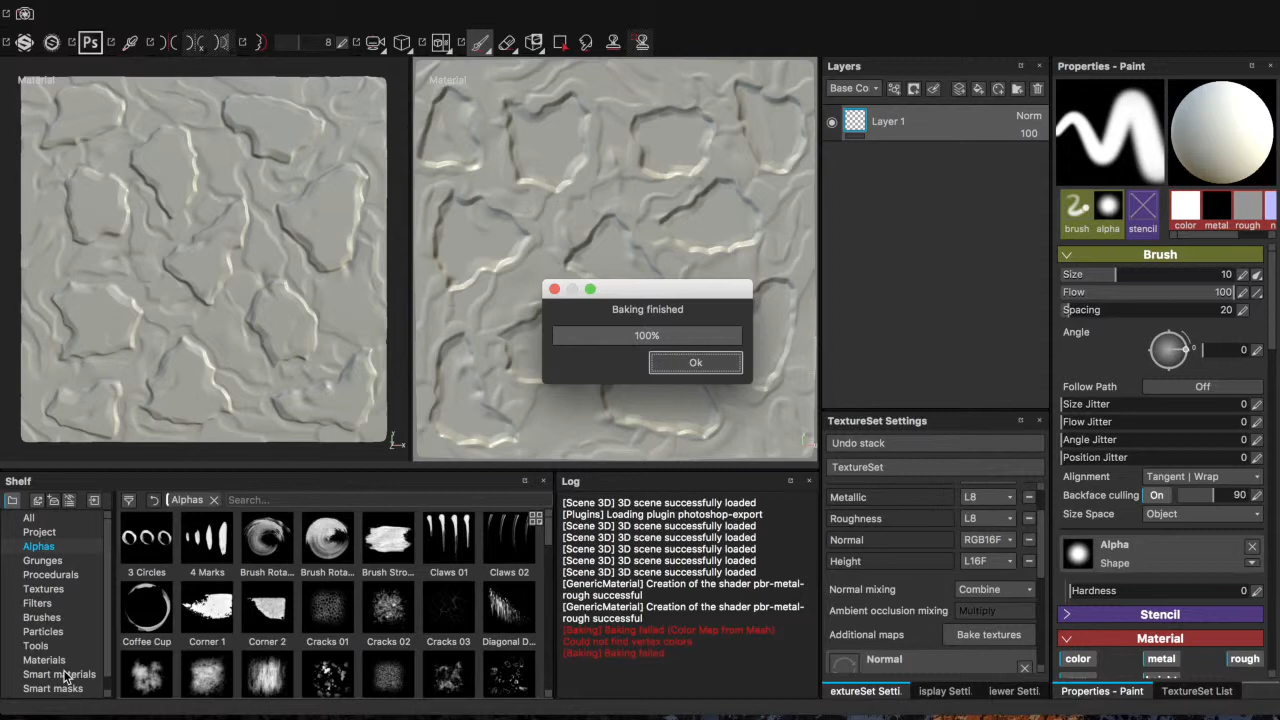 Ps
8
Material
Material
Baking finished
100%
Ok
Layers
Base Co
Layer 1
Norm
100
TextureSet Settings
Undo stack
TextureSet
Metallic
L8
Roughness
L8
Normal
RGB16F
Height
L16F
Normal mixing
Combine
Ambient occlusion mixing
Multiply
Additional maps
Bake textures
Normal
extureSet Setti.
isplay Setti.
iewer Setti.
Properties - Paint
brush
alpha
stencil
color
metal
rough
n
Brush
Size
10
Flow
100
Spacing
20
Angle
0
0
Follow Path
Off
Size Jitter
0
Flow Jitter
0
Angle Jitter
0
Position Jitter
0
Alignment
Tangent | Wrap
Backface culling
On
90
Size Space
Object
Alpha
Shape
Hardness
0
Stencil
Material
color
metal
rough
Properties - Paint
TextureSet List
Shelf
Alphas
Search...
All
Project
Alphas
Grunges
Procedurals
Textures
Filters
Brushes
Particles
Tools
Materials
Smart materials
Smart masks
3 Circles
4 Marks
Brush Rota...
Brush Rot...
Brush Stro...
Claws 01
Claws 02
Coffee Cup
Corner 1
Corner 2
Cracks 01
Cracks 02
Cracks 03
Diagonal D...
Log
[Scene 3D] 3D scene successfully loaded
[Plugins] Loading plugin photoshop-export
[Scene 3D] 3D scene successfully loaded
[Scene 3D] 3D scene successfully loaded
[Scene 3D] 3D scene successfully loaded
[Scene 3D] 3D scene successfully loaded
[Scene 3D] 3D scene successfully loaded
[GenericMaterial] Creation of the shader pbr-metal-
rough successful
[GenericMaterial] Creation of the shader pbr-metal-
rough successful
[Baking] Baking failed (Color Map from Mesh)
Could not find vertex colors
[Baking] Baking failed